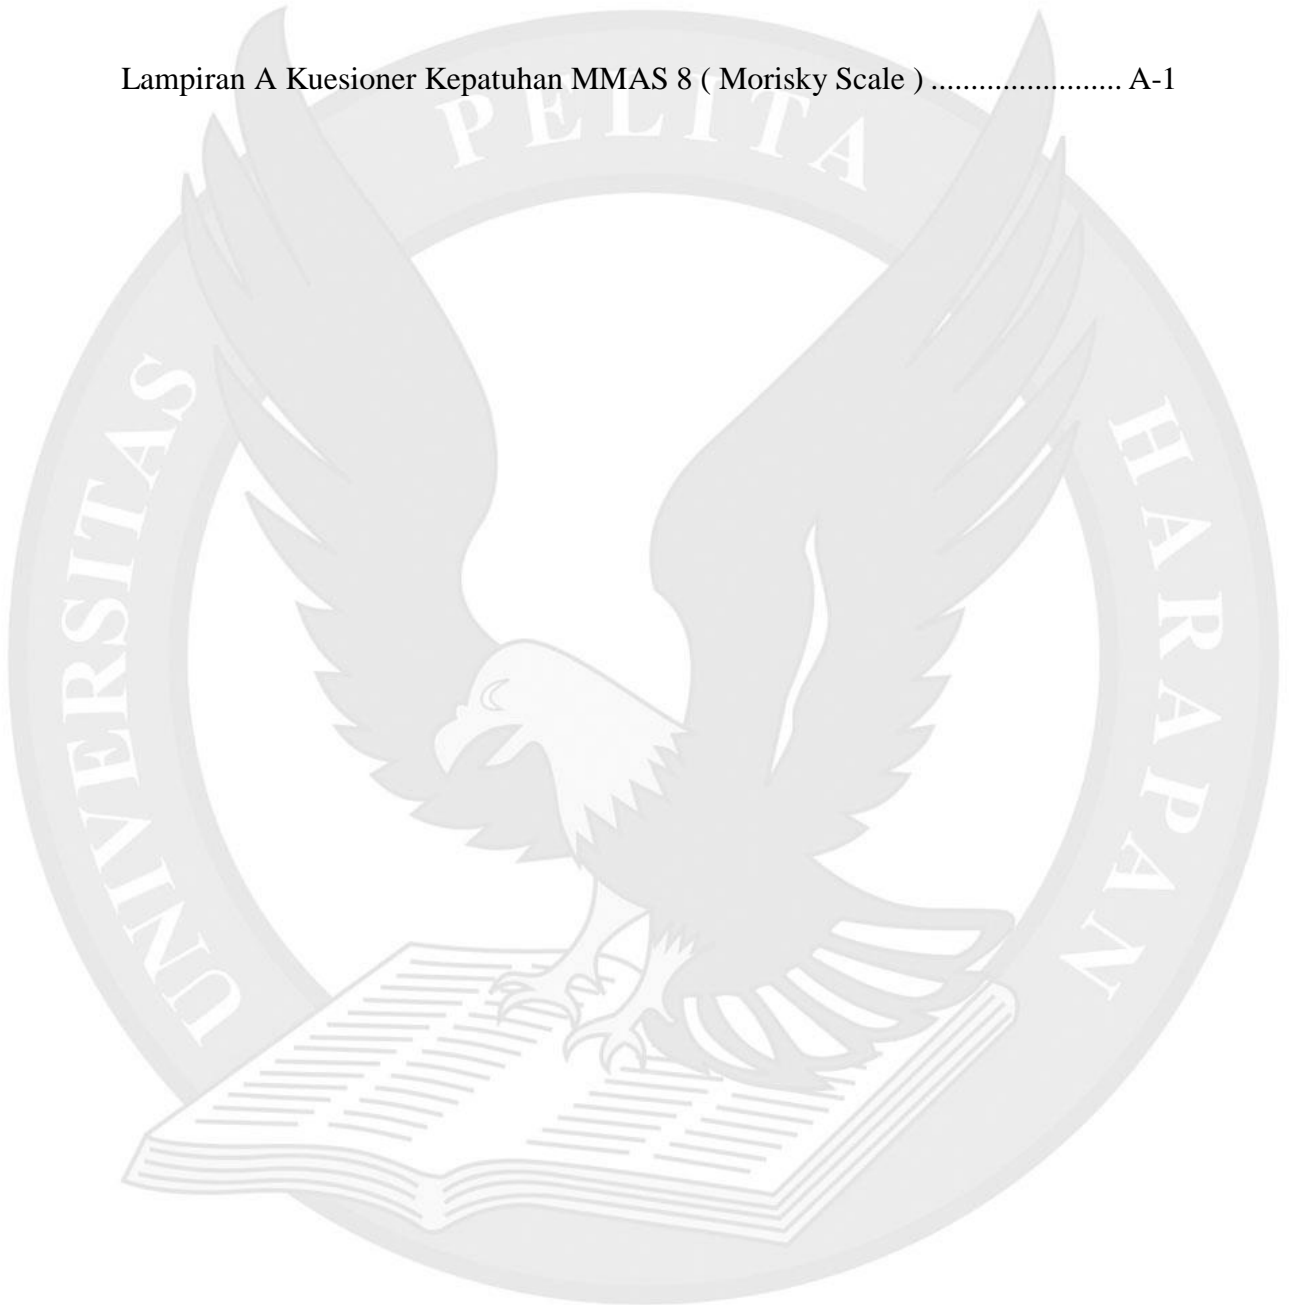 Lampiran A Kuesioner Kepatuhan MMAS 8 ( Morisky Scale ) ........................ A-1
UNIVERSITAS PELITA HARAPAN